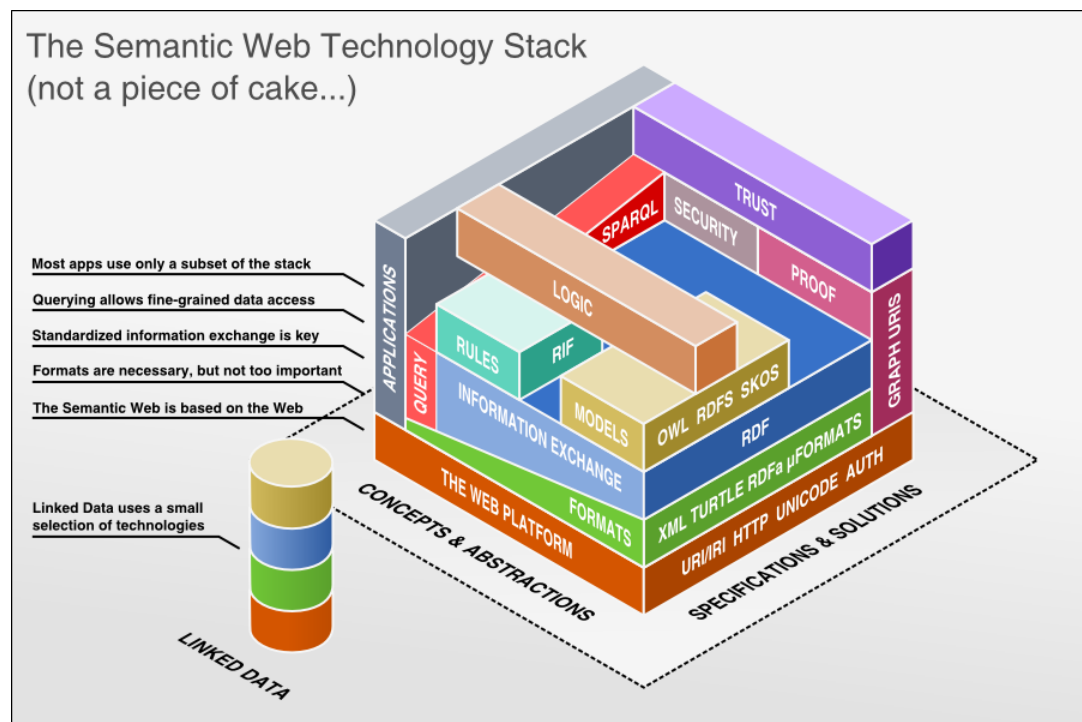 The Semantic Web Technology Stack
(not a piece of cake...)
Most apps use only a subset of the stack
Querying allows fine-grained data access
Standardized information exchange is key
Formats are necessary, but not too important
The Semantic Web is based on the Web
Linked Data uses a small
selection of technologies
LINKED DATA
APPLICATIONS
QUERY
RULES
RIF
LOGIC
SPARQL
SECURITY
TRUST
PROOF
GRAPH URIS
INFORMATION EXCHANGE
MODELS
OWL RDFS SKOS
RDF
FORMATS
XML TURTLE RDFa µFORMATS
THE WEB PLATFORM
URI/IRI HTTP UNICODE AUTH
CONCEPTS & ABSTRACTIONS
SPECIFICATIONS & SOLUTIONS